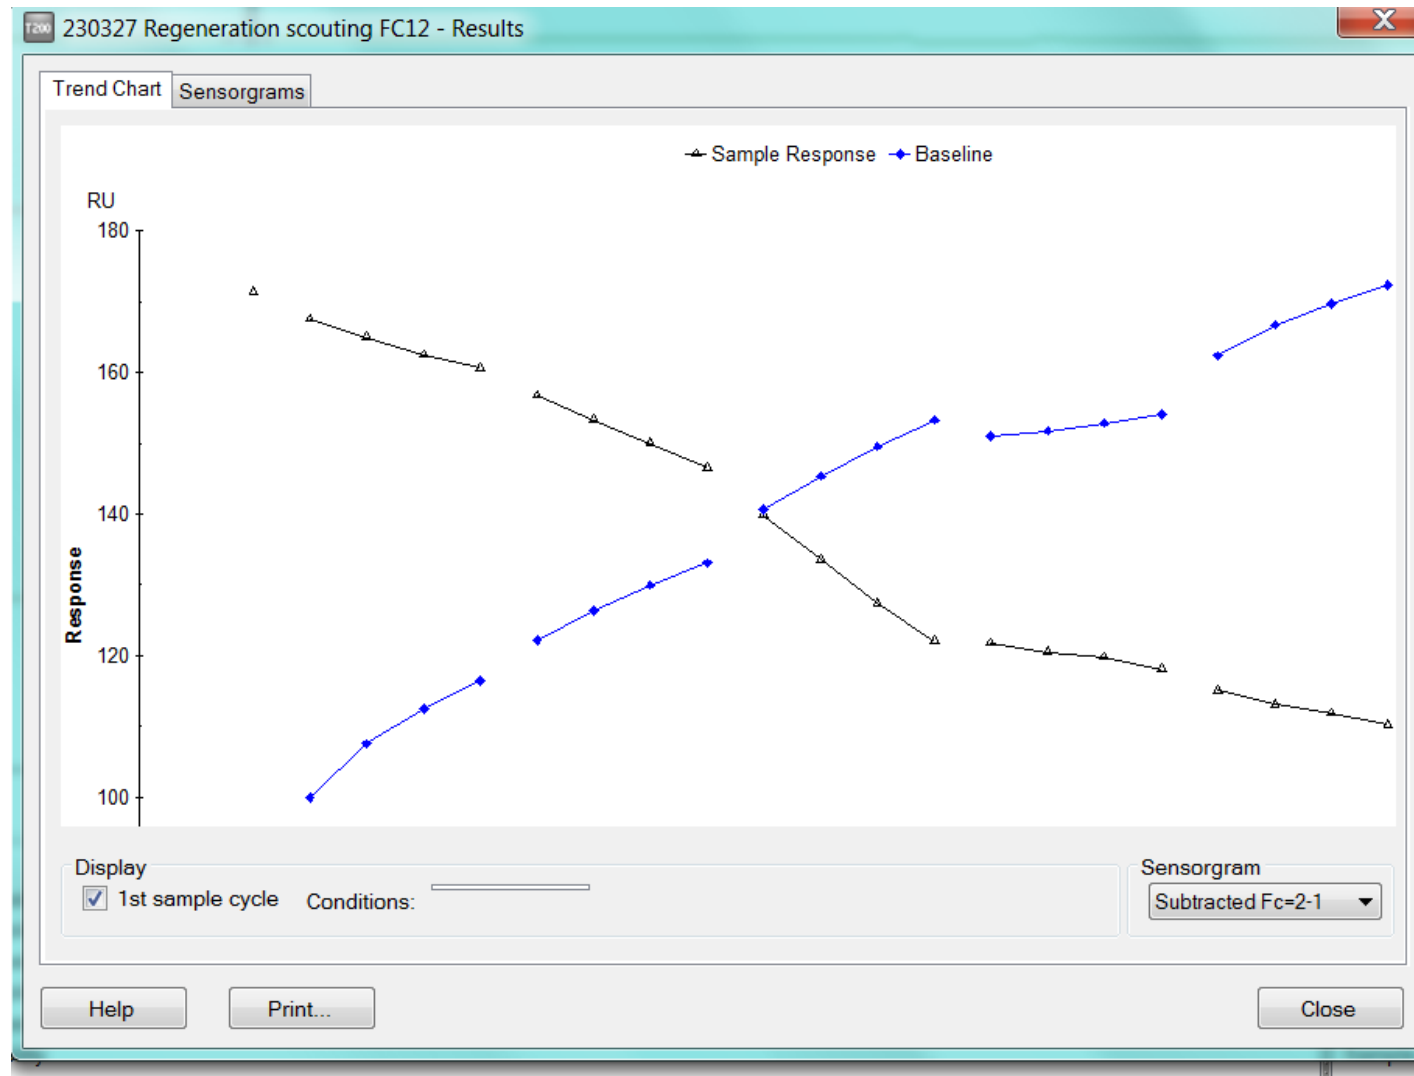 T200 230327 Regeneration scouting FC12 - Results
X
Trend Chart Sensorgrams
Sample Response Baseline
RU
180
160
140
120
100
Response
Display
1st sample cycle Conditions:
Sensorgram
Subtracted Fc=2-1
Help Print... Close